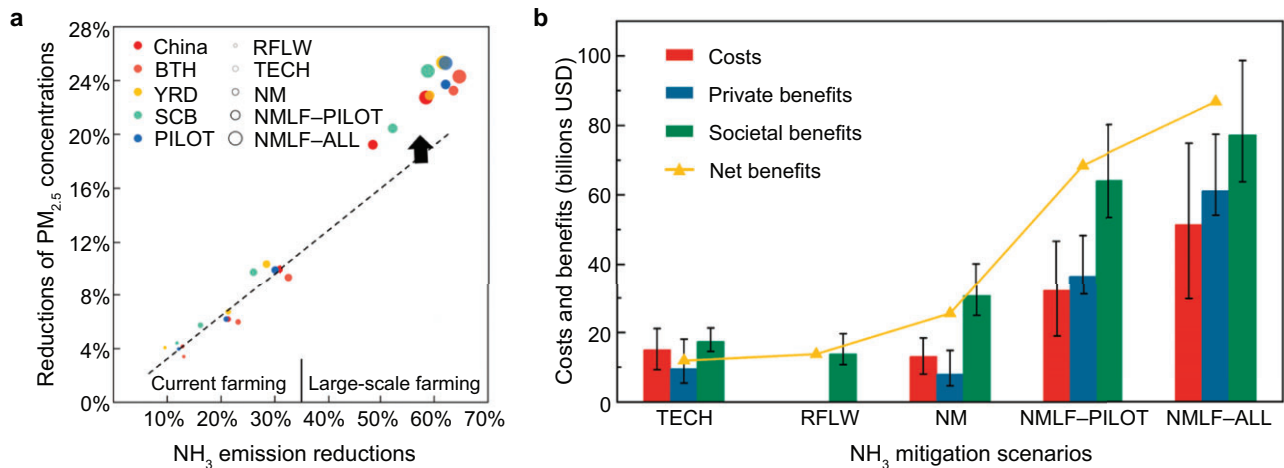 a
28%
24%
20%
16%
12%
8%
4%
0%
Reductions of PM2.5 concentrations
China
BTH
YRD
SCB
PILOT
RFLW
TECH
NM
NMLF–PILOT
NMLF–ALL
Current farming
Large-scale farming
10% 20% 30% 40% 50% 60% 70%
NH3 emission reductions
b
100
80
60
40
20
0
Costs and benefits (billions USD)
Costs
Private benefits
Societal benefits
Net benefits
TECH RFLW NM NMLF–PILOT NMLF–ALL
NH3 mitigation scenarios